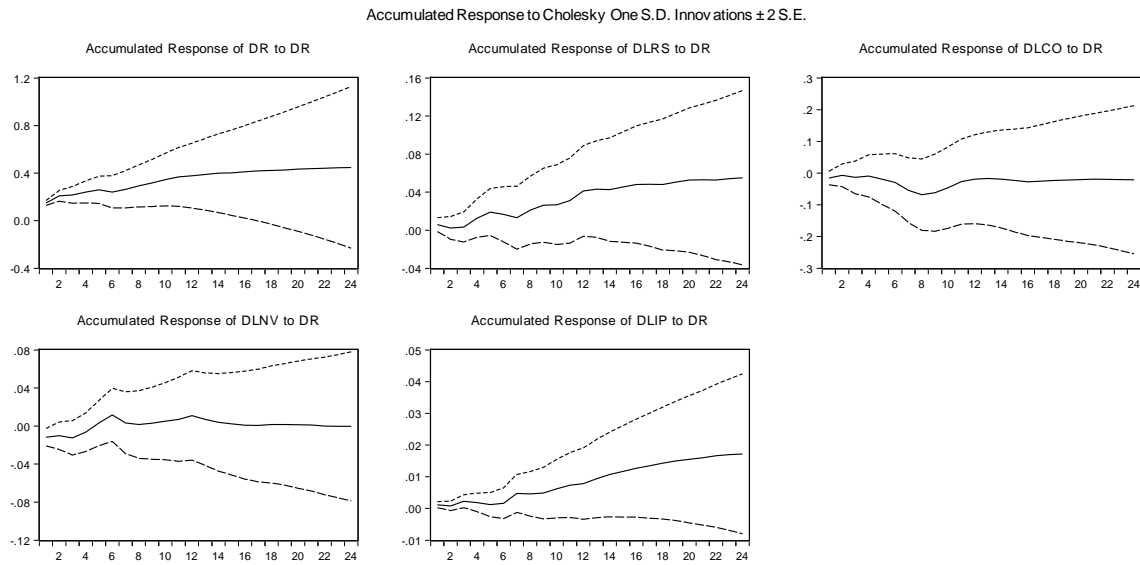 Accumulated Response to Cholesky One S.D. Innovations ± 2 S.E.
Accumulated Response of DR to DR
1.2
0.8
0.4
0.0
-0.4
2 4 6 8 10 12 14 16 18 20 22 24
Accumulated Response of DLRS to DR
.16
.12
.08
.04
.00
-.04
2 4 6 8 10 12 14 16 18 20 22 24
Accumulated Response of DLCO to DR
.3
.2
.1
.0
-.1
-.2
-.3
2 4 6 8 10 12 14 16 18 20 22 24
Accumulated Response of DLNV to DR
.08
.04
.00
-.04
-.08
-.12
2 4 6 8 10 12 14 16 18 20 22 24
Accumulated Response of DLIP to DR
.05
.04
.03
.02
.01
.00
-.01
2 4 6 8 10 12 14 16 18 20 22 24